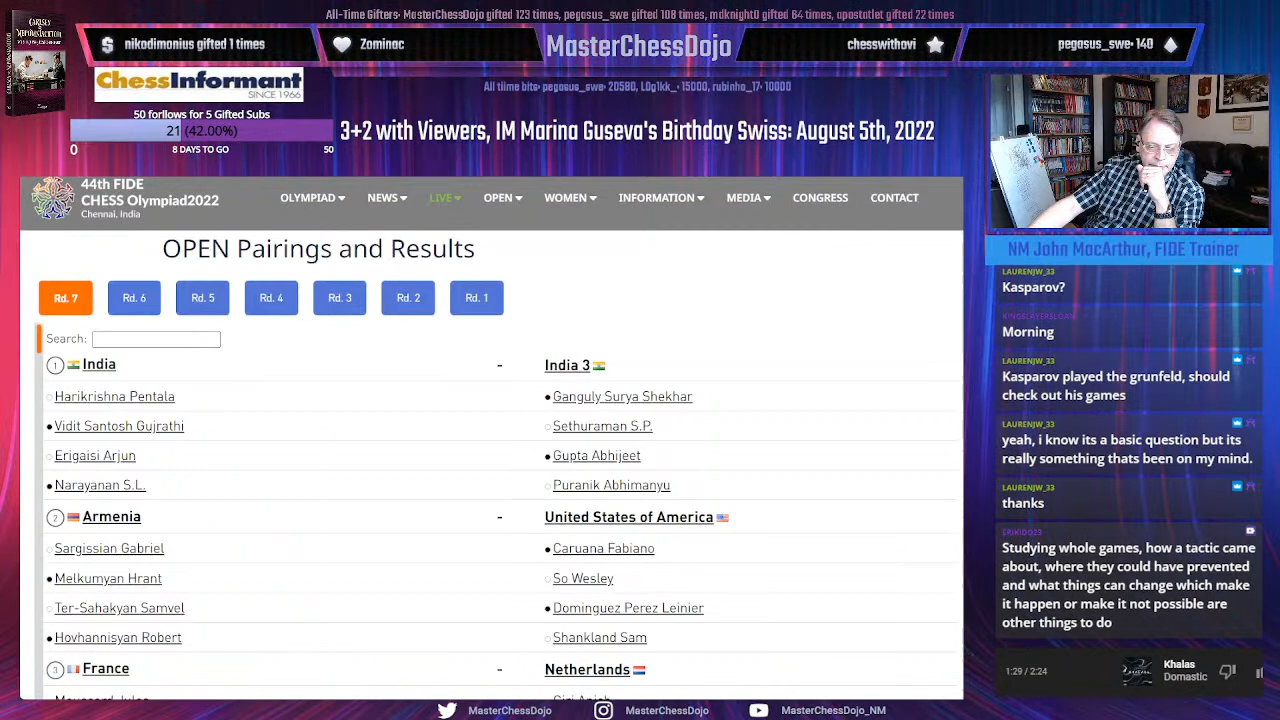 All-Time Gifters• MasterChessDojo gifted 123 times, pegasus_swe gifted 108 times, mdknight0 gifted 64 times, apostatlet gifted 22 times
nikodimonius gifted 1 times
Zominac
MasterChessDojo
chesswithovi
pegasus_swe• 140
All tiime bits• pegasus_swe• 20580, LDg1kk_• 15000, rubinho_17• 10000
ChessInformant
SINCE 1966
50 forllows for 5 Gifted Subs
21 (42.00%)
0
8 DAYS TO GO
50
3+2 with Viewers, IM Marina Guseva's Birthday Swiss: August 5th, 2022
44th FIDE
CHESS Olympiad2022
Chennai, India
OLYMPIAD
NEWS
LIVE
OPEN
WOMEN
INFORMATION
MEDIA
CONGRESS
CONTACT
OPEN Pairings and Results
Rd. 7
Rd. 6
Rd. 5
Rd. 4
Rd. 3
Rd. 2
Rd. 1
Search:
1 India - India 3
Harikrishna Pentala Ganguly Surya Shekhar
Vidit Santosh Gujrathi Sethuraman S.P.
Erigaisi Arjun Gupta Abhijeet
Narayanan S.L. Puranik Abhimanyu
2 Armenia - United States of America
Sargissian Gabriel Caruana Fabiano
Melkumyan Hrant So Wesley
Ter-Sahakyan Samvel Dominguez Perez Leinier
Hovhannisyan Robert Shankland Sam
3 France - Netherlands
NM John MacArthur, FIDE Trainer
LAURENJW_33
Kasparov?
KINGSLAYERSLOAN
Morning
LAURENJW_33
Kasparov played the grunfeld, should
check out his games
LAURENJW_33
yeah, i know its a basic question but its
really something thats been on my mind.
LAURENJW_33
thanks
ERIKIDO23
Studying whole games, how a tactic came
about, where they could have prevented
and what things can change which make
it happen or make it not possible are
other things to do
1:29 / 2:24
Khalas
Domastic
MasterChessDojo
MasterChessDojo
MasterChessDojo_NM